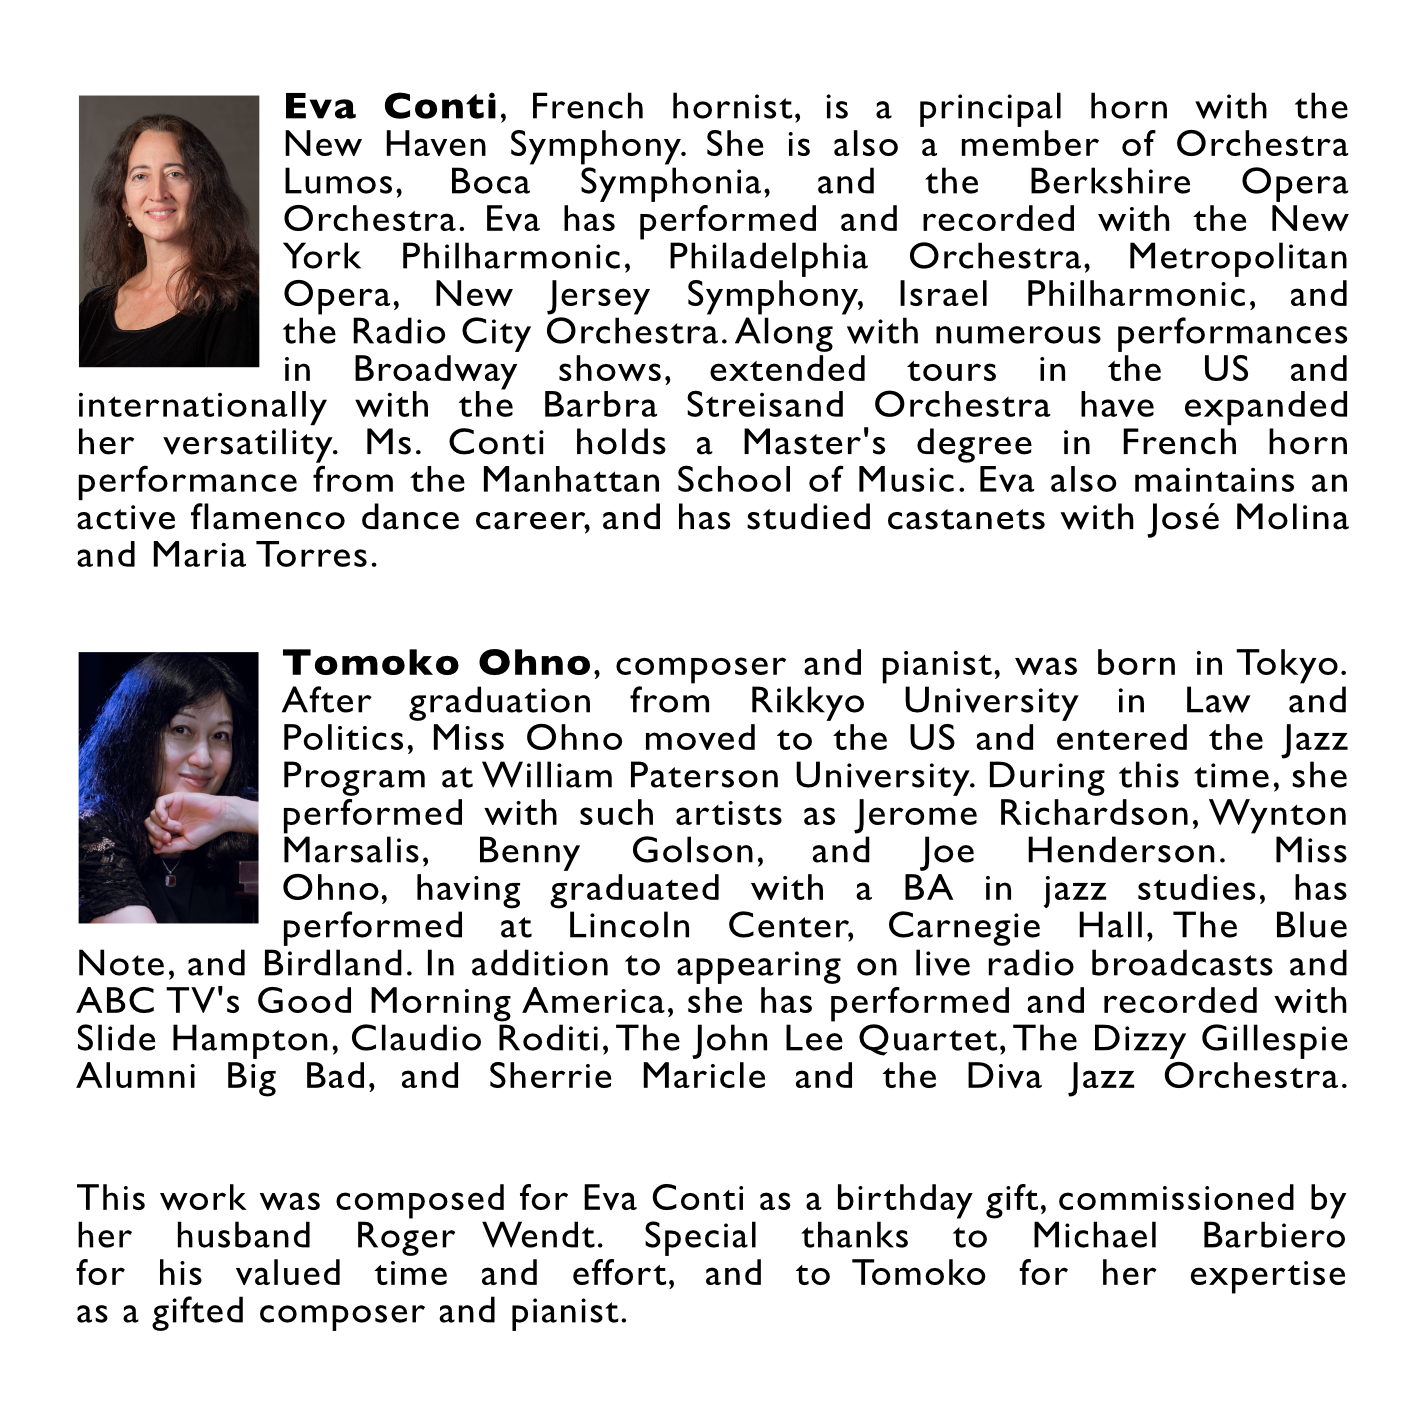 Eva Conti, French hornist, is a principal horn with the
New Haven Symphony. She is also a member of Orchestra
Lumos, Boca Symphonia, and the Berkshire Opera
Orchestra. Eva has performed and recorded with the New
York Philharmonic, Philadelphia Orchestra, Metropolitan
Opera, New Jersey Symphony, Israel Philharmonic, and
the Radio City Orchestra. Along with numerous performances
in Broadway shows, extended tours in the US and
internationally with the Barbra Streisand Orchestra have expanded
her versatility. Ms. Conti holds a Master's degree in French horn
performance from the Manhattan School of Music. Eva also maintains an
active flamenco dance career, and has studied castanets with José Molina
and Maria Torres.
Tomoko Ohno, composer and pianist, was born in Tokyo.
After graduation from Rikkyo University in Law and
Politics, Miss Ohno moved to the US and entered the Jazz
Program at William Paterson University. During this time, she
performed with such artists as Jerome Richardson, Wynton
Marsalis, Benny Golson, and Joe Henderson. Miss
Ohno, having graduated with a BA in jazz studies, has
performed at Lincoln Center, Carnegie Hall, The Blue
Note, and Birdland. In addition to appearing on live radio broadcasts and
ABC TV's Good Morning America, she has performed and recorded with
Slide Hampton, Claudio Roditi, The John Lee Quartet, The Dizzy Gillespie
Alumni Big Bad, and Sherrie Maricle and the Diva Jazz Orchestra.
This work was composed for Eva Conti as a birthday gift, commissioned by
her husband Roger Wendt. Special thanks to Michael Barbiero
for his valued time and effort, and to Tomoko for her expertise
as a gifted composer and pianist.